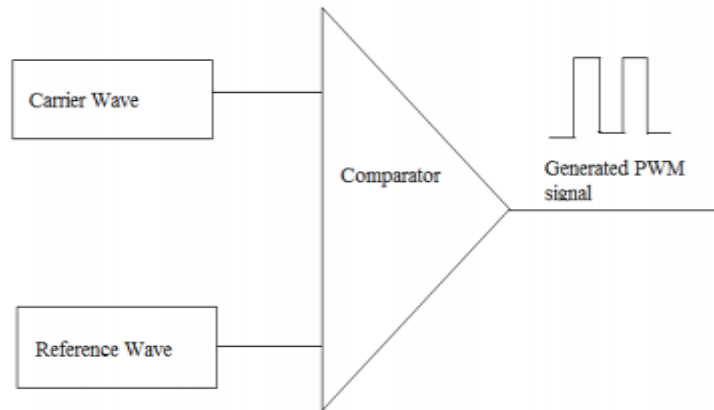 Carrier Wave
Comparator
Generated PWM
signal
Reference Wave